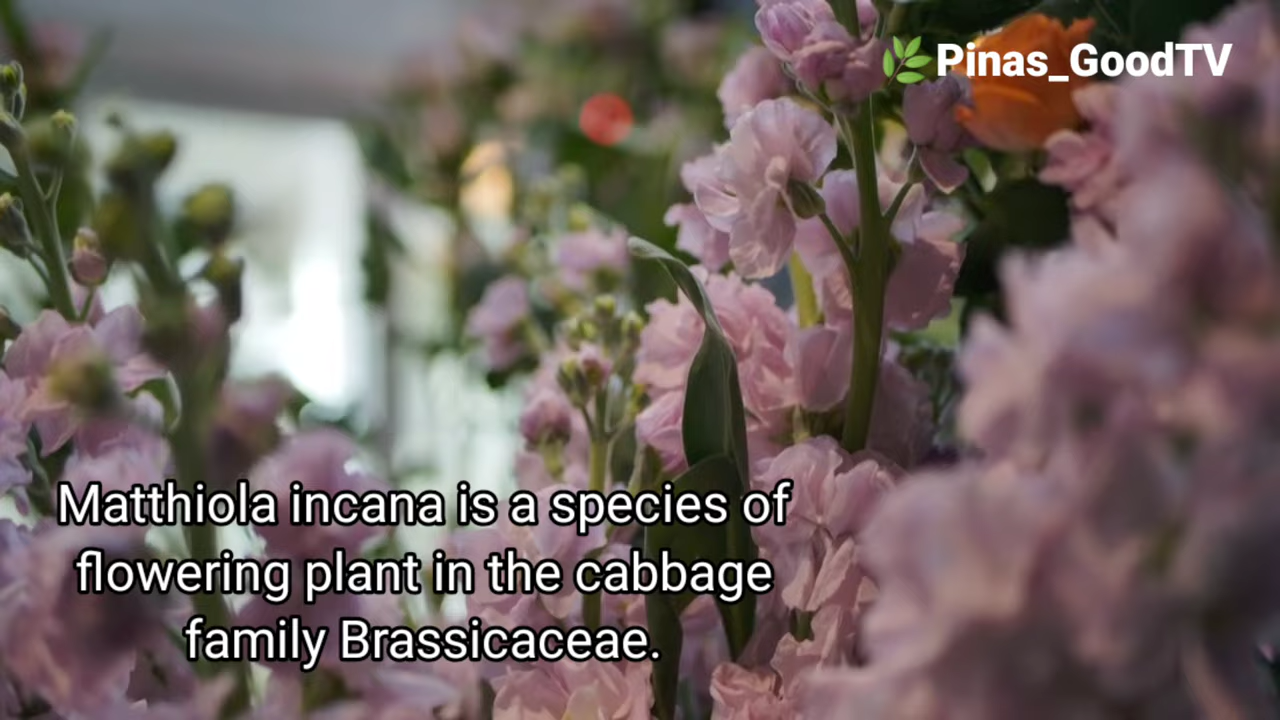 Pinas_GoodTV
Matthiola incana is a species of
flowering plant in the cabbage
family Brassicaceae.